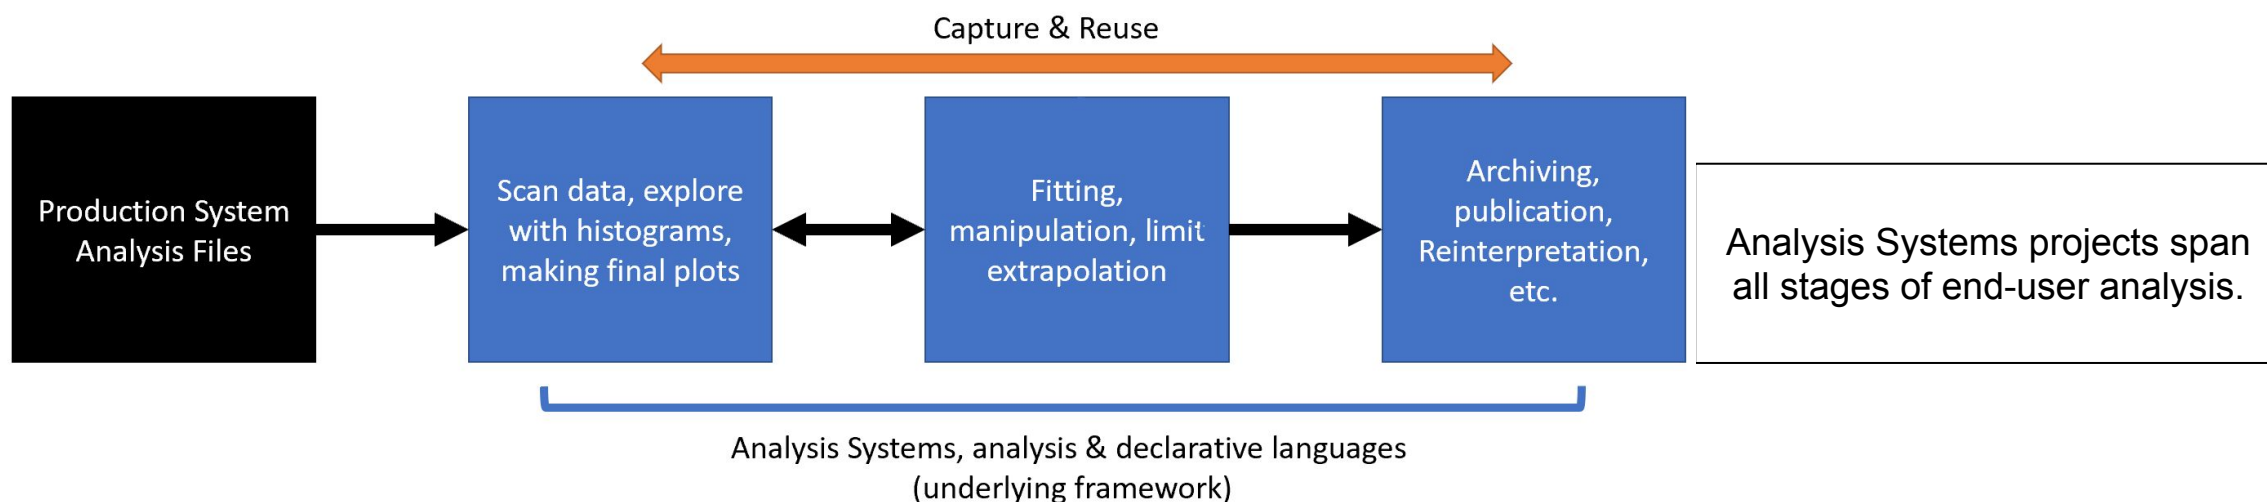 Capture & Reuse
Production System
Analysis Files
Scan data, explore
with histograms,
making final plots
Fitting,
manipulation, limit
extrapolation
Archiving,
publication,
Reinterpretation,
etc.
Analysis Systems projects span
all stages of end-user analysis.
Analysis Systems, analysis & declarative languages
(underlying framework)